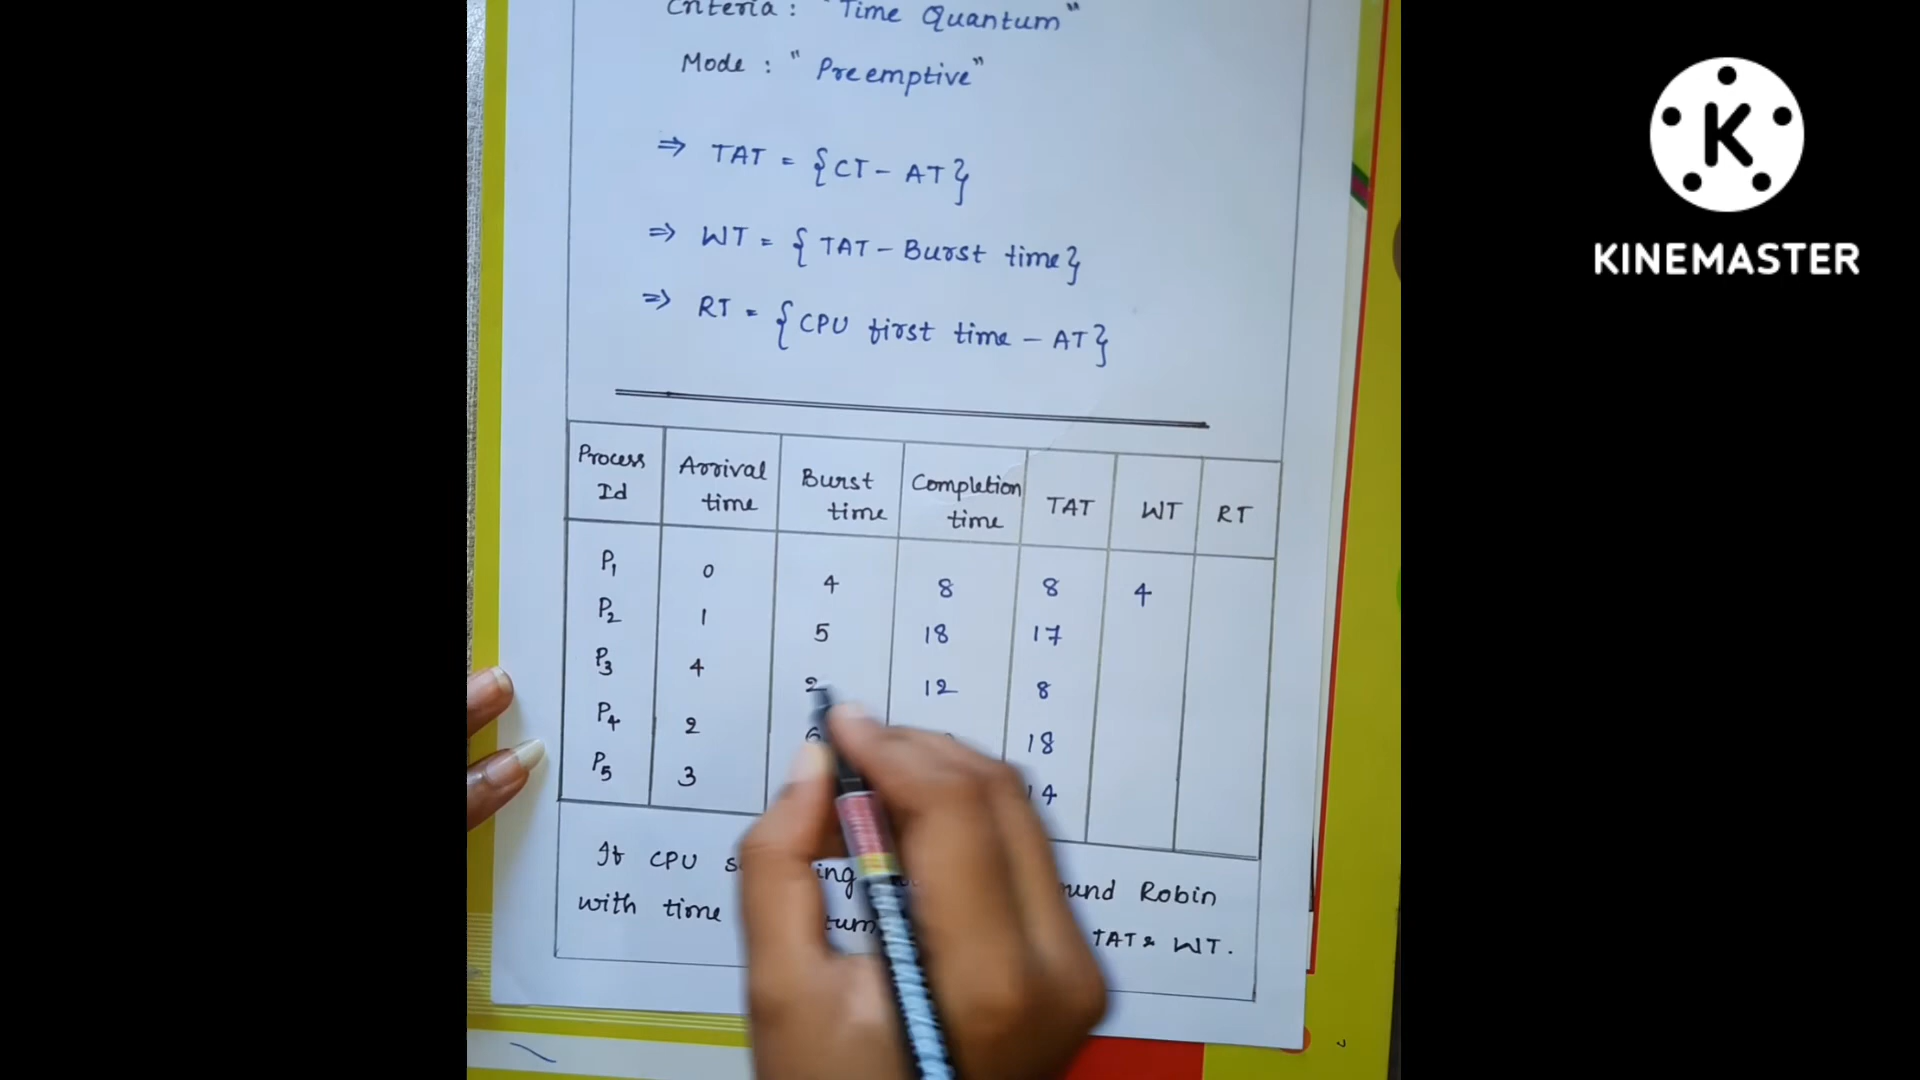 Criteria: "Time Quantum"
Mode : "Preemptive"
⇒ TAT = {CT - AT}
⇒ WT = {TAT - Burst time}
⇒ RT = {CPU first time - AT}
Process Id Arrival time Burst time Completion time TAT WT RT
P1 0 4 8 8 4
P2 1 5 18 17
P3 4 2 12 8
P4 2 6 18
P5 3 14
If CPU Round Robin
with time TAT & WT.
K
KINEMASTER